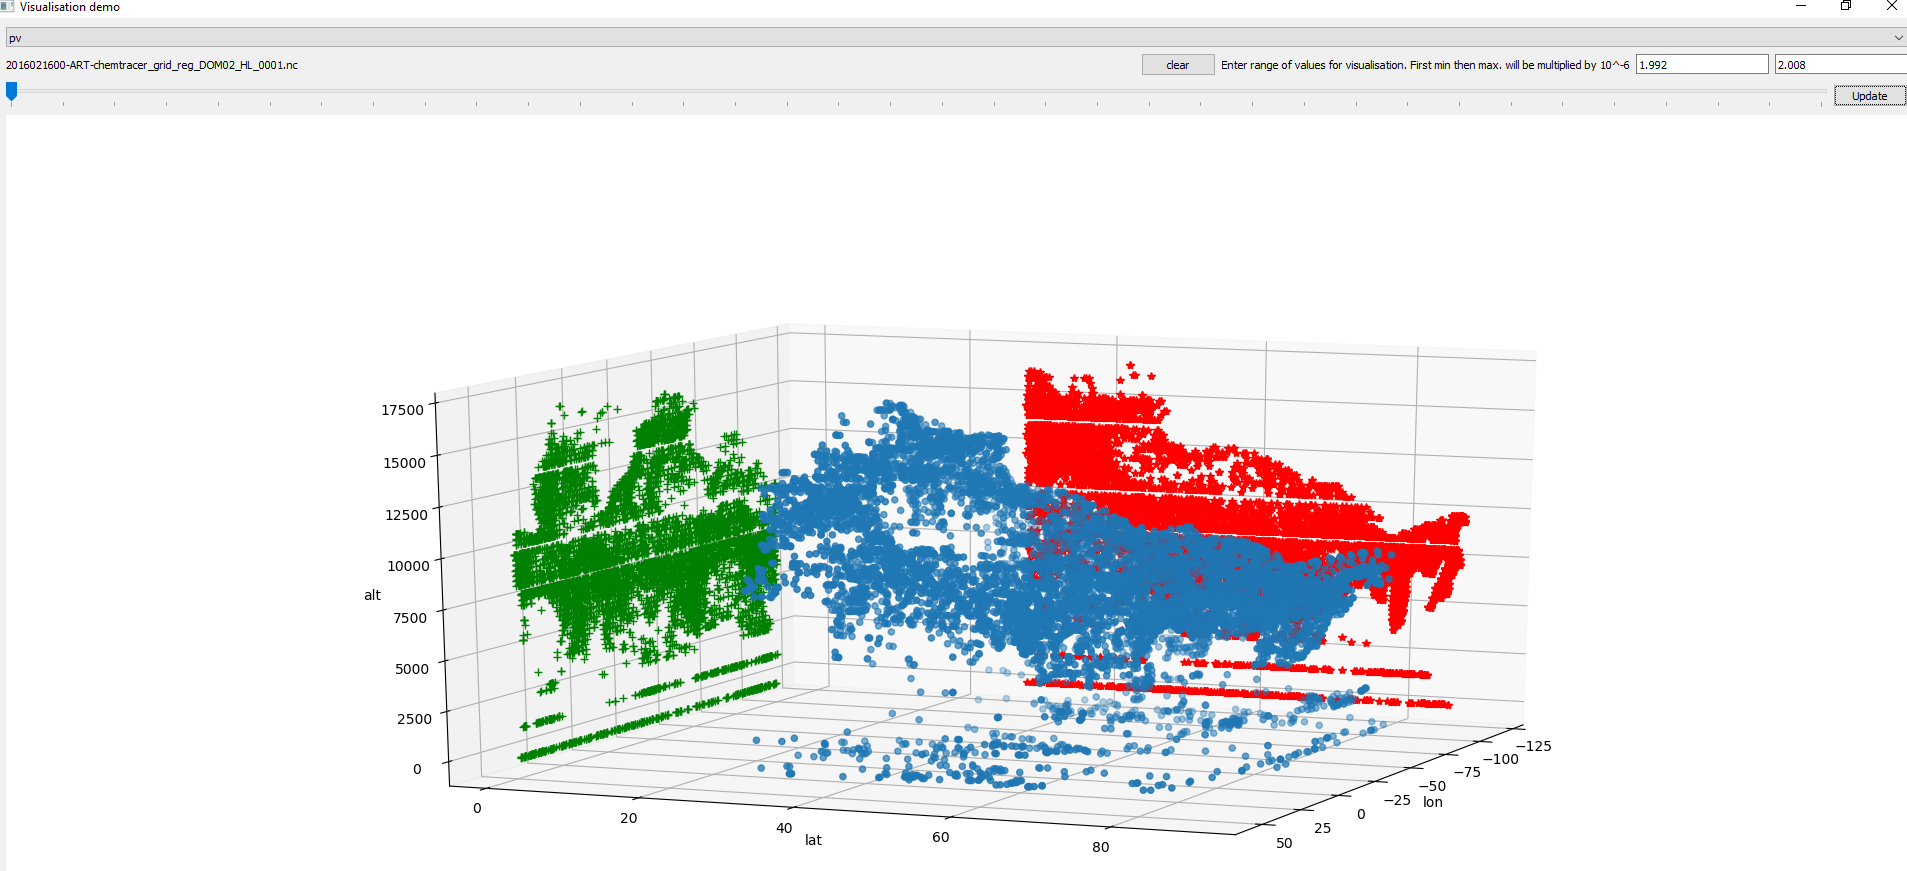 Visualisation demo
pv
2016021600-ART-chemtracer_grid_reg_DOM02_HL_0001.nc
clear
Enter range of values for visualisation. First min then max. will be multiplied by 10^-6
1.992
2.008
Update
17500
15000
12500
10000
alt
7500
5000
2500
0
0
20
40
lat
60
80
50
25
0
−25
−50
lon
−75
−100
−125